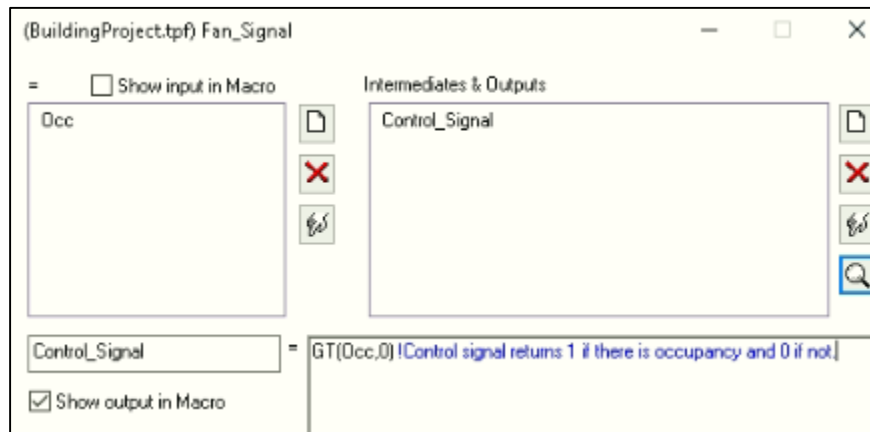 (BuildingProject.tpf) Fan_Signal
= Show input in Macro Intermediates & Outputs
Occ Control_Signal
Control_Signal = GT(Occ,0) !Control signal returns 1 if there is occupancy and 0 if not.
Show output in Macro